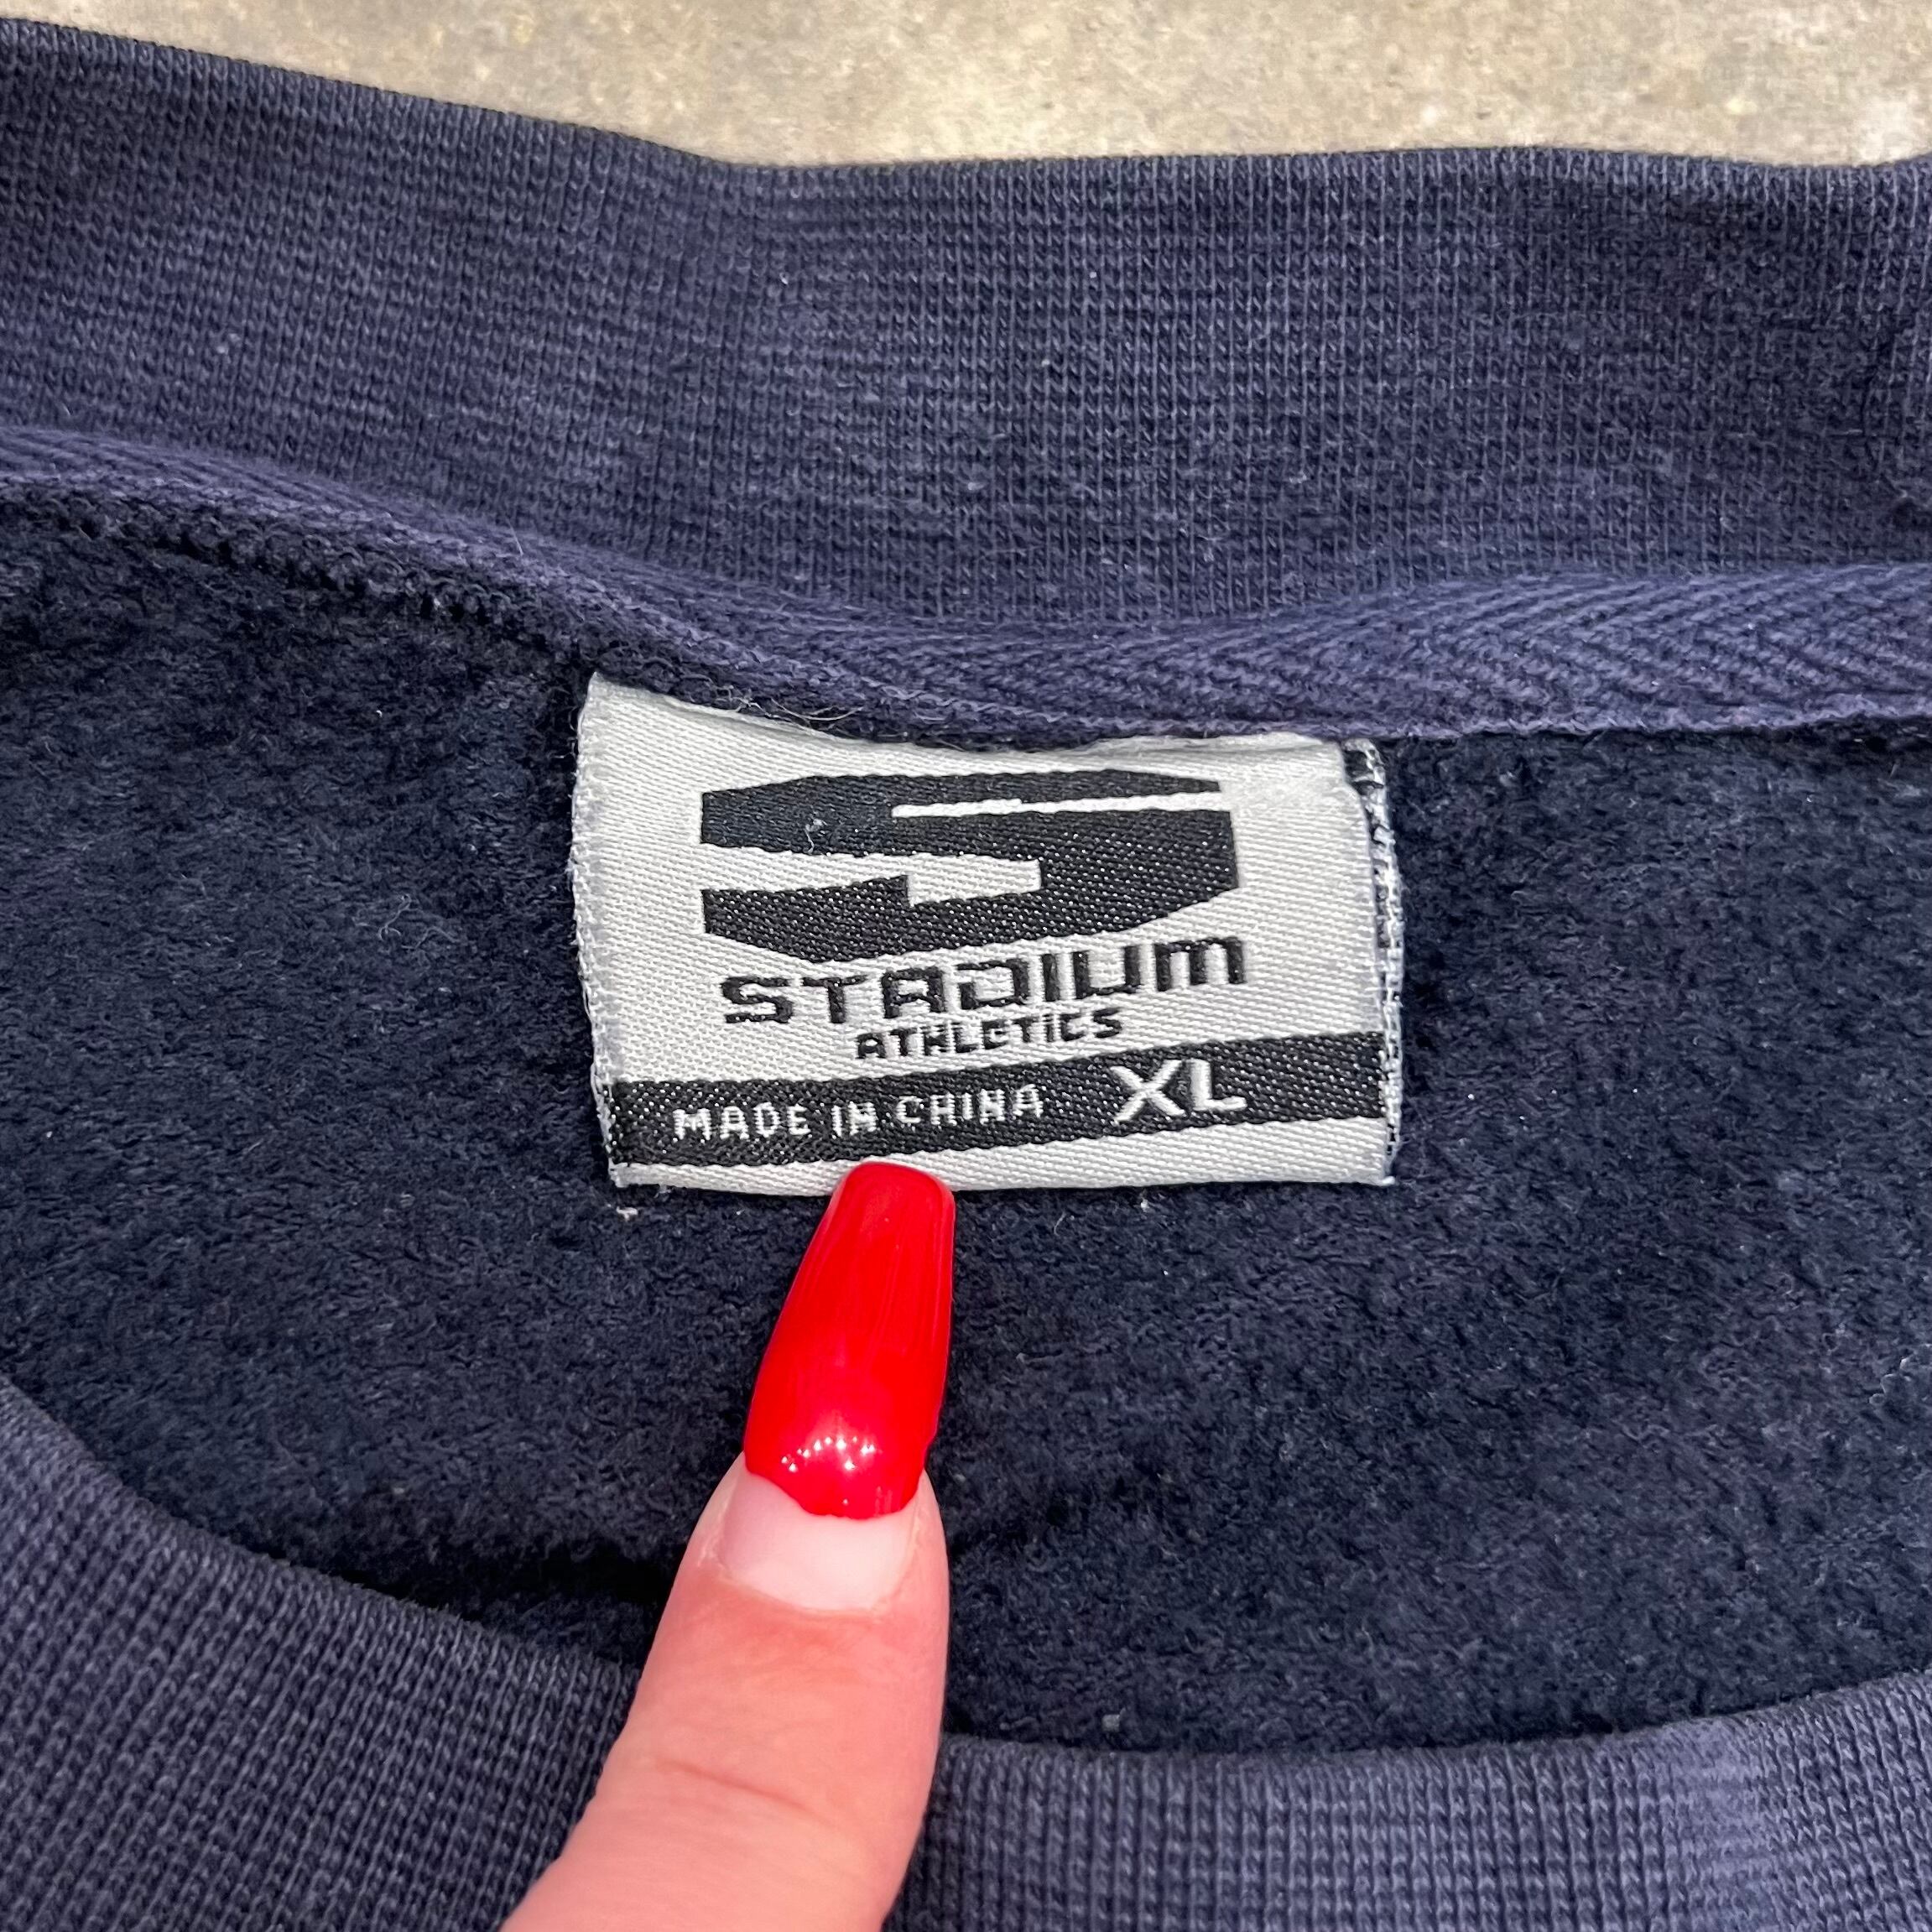 S
STADIUM
ATHLETICS
MADE IN CHINA XL